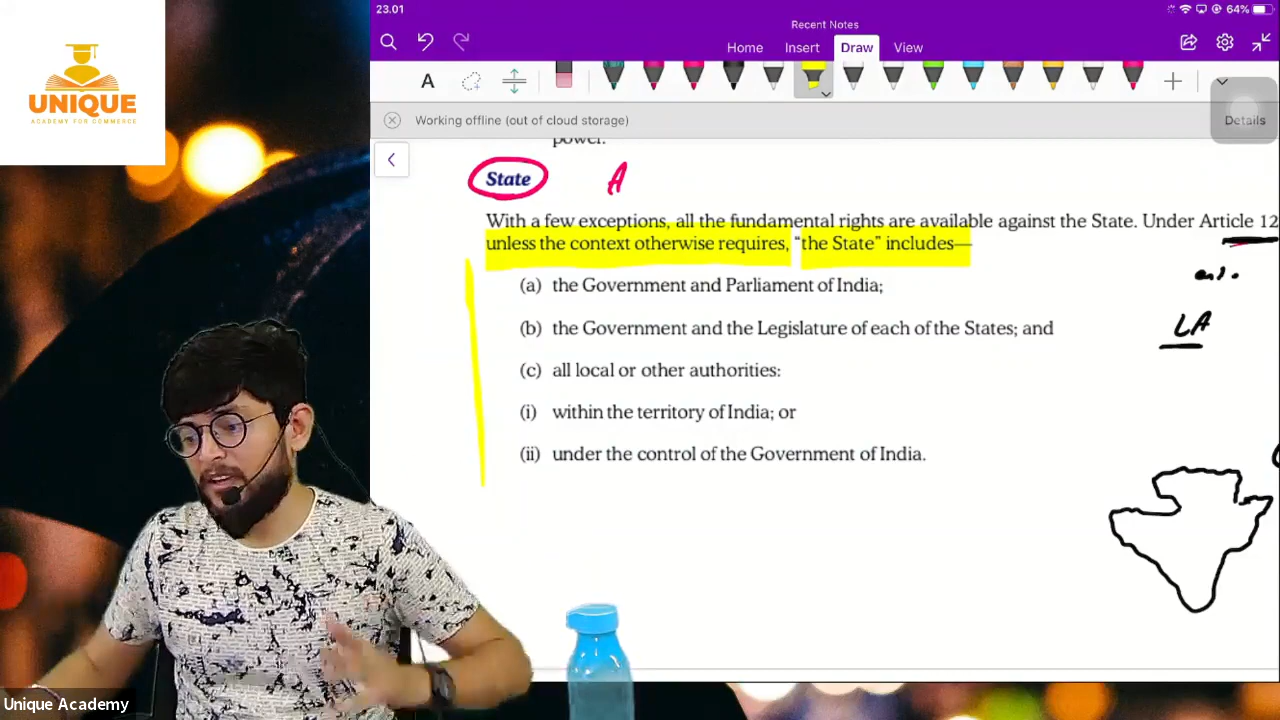 23.01
64%
Recent Notes
Home Insert Draw View
A
Working offline (out of cloud storage)
Details
UNIQUE
ACADEMY FOR COMMERCE
power.
State A
With a few exceptions, all the fundamental rights are available against the State. Under Article 12
unless the context otherwise requires, "the State" includes—
(a) the Government and Parliament of India;
(b) the Government and the Legislature of each of the States; and
LA
(c) all local or other authorities:
(i) within the territory of India; or
(ii) under the control of the Government of India.
Unique Academy